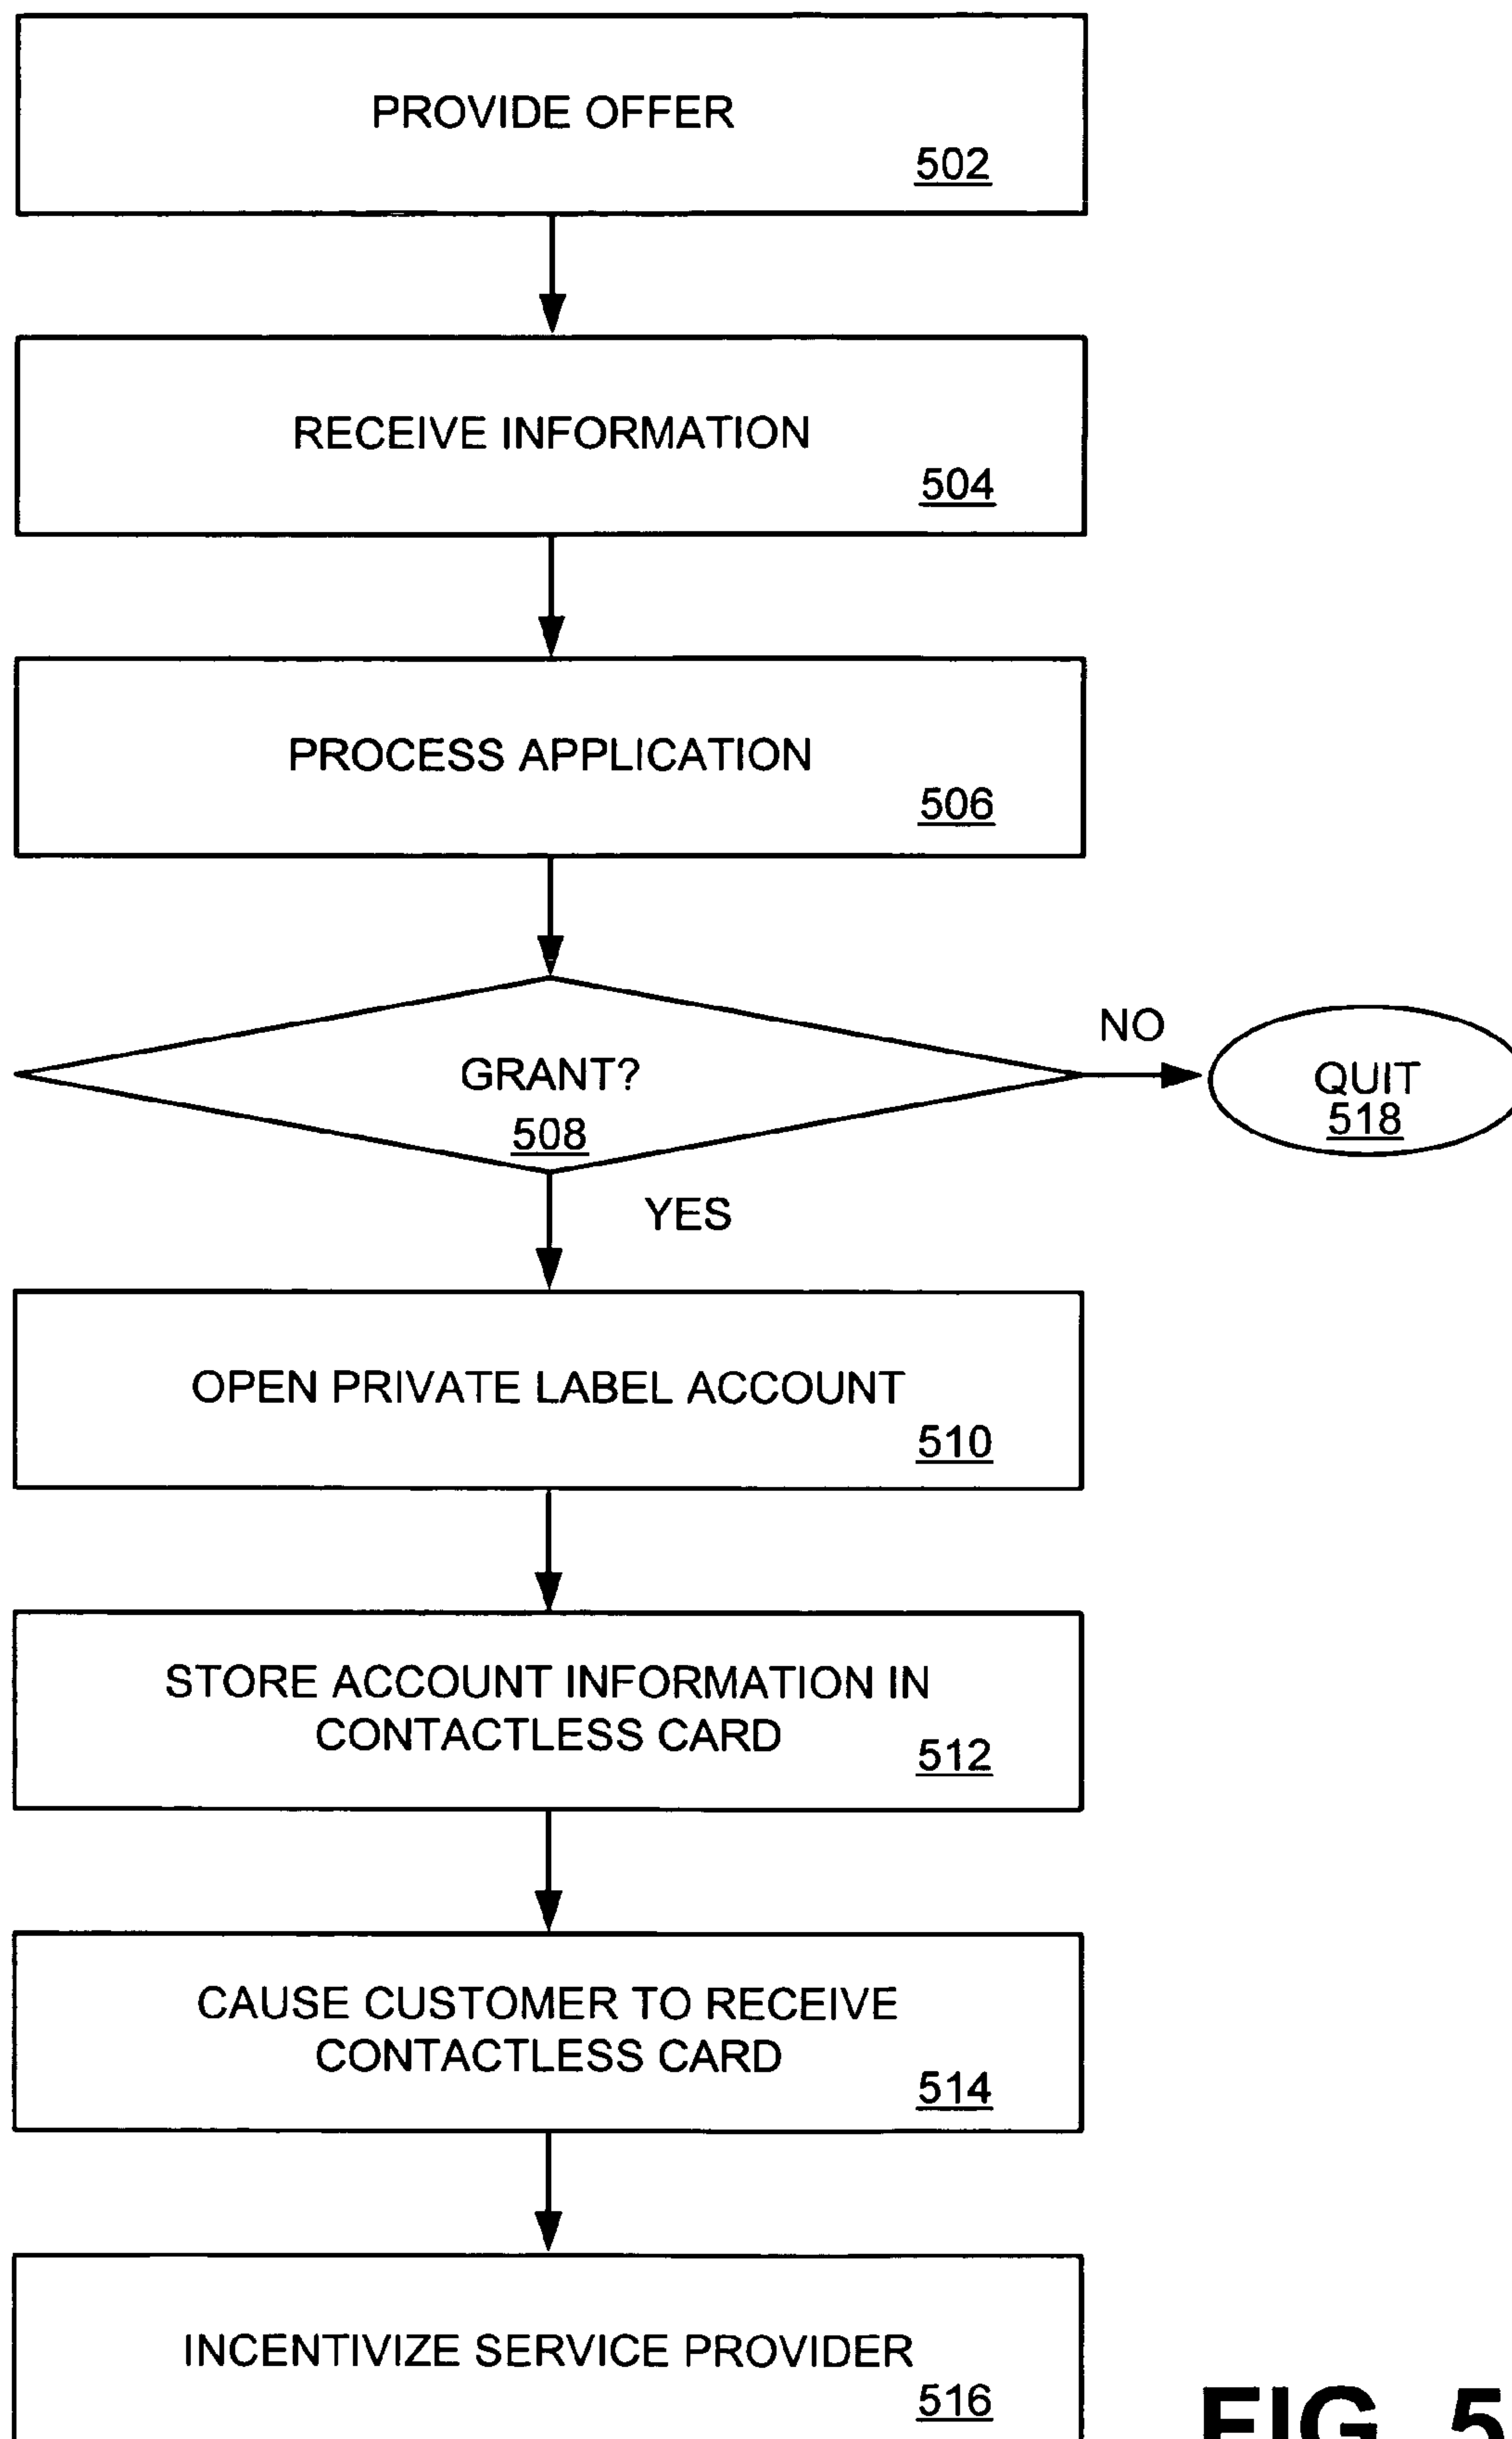 PROVIDE OFFER
502
RECEIVE INFORMATION
504
PROCESS APPLICATION
506
GRANT?
508
NO
QUIT
518
YES
OPEN PRIVATE LABEL ACCOUNT
510
STORE ACCOUNT INFORMATION IN
CONTACTLESS CARD
512
CAUSE CUSTOMER TO RECEIVE
CONTACTLESS CARD
514
INCENTIVIZE SERVICE PROVIDER
516
FIG. 5